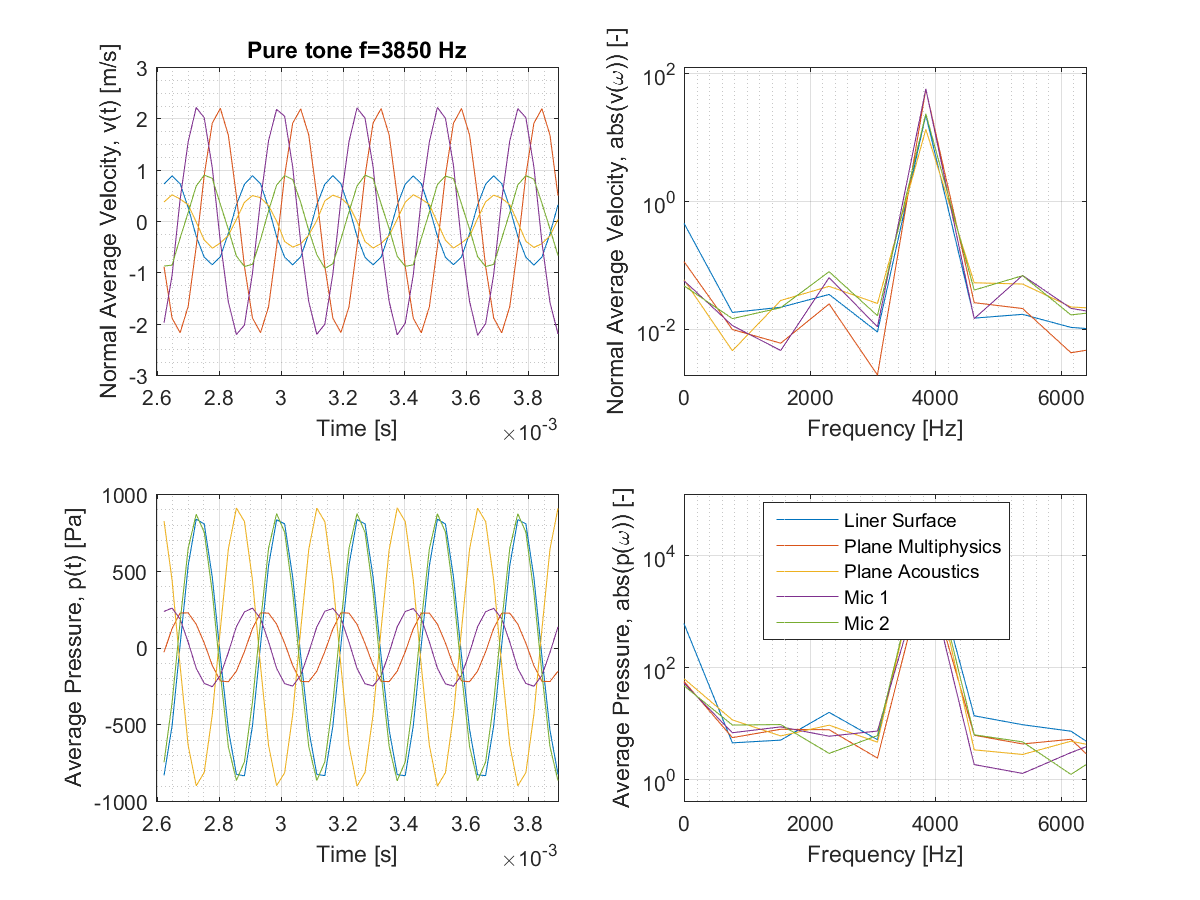 Pure tone f=3850 Hz
Normal Average Velocity, v(t) [m/s]
3
2
1
0
-1
-2
-3
2.6 2.8 3 3.2 3.4 3.6 3.8
Time [s]
×10-3
Normal Average Velocity, abs(v(ω)) [-]
102
100
10-2
0 2000 4000 6000
Frequency [Hz]
Average Pressure, p(t) [Pa]
1000
500
0
-500
-1000
2.6 2.8 3 3.2 3.4 3.6 3.8
Time [s]
×10-3
Average Pressure, abs(p(ω)) [-]
104
102
100
Liner Surface
Plane Multiphysics
Plane Acoustics
Mic 1
Mic 2
0 2000 4000 6000
Frequency [Hz]